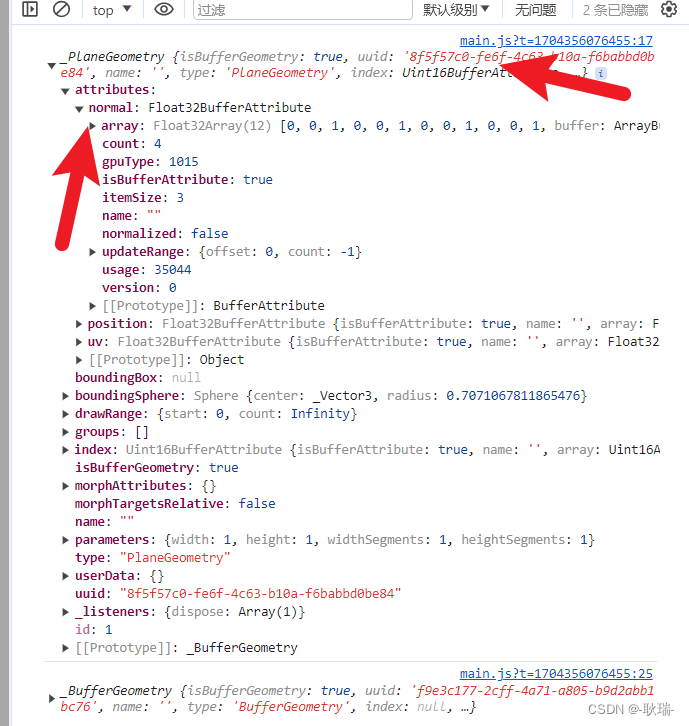 top 过滤 默认级别 无问题 2 条已隐藏
main.js?t=1704356076455:17
_PlaneGeometry {isBufferGeometry: true, uuid: '8f5f57c0-fe6f-4c63-b10a-f6babbd0b
e84', name: '', type: 'PlaneGeometry', index: Uint16BufferAt …}
attributes:
normal: Float32BufferAttribute
array: Float32Array(12) [0, 0, 1, 0, 0, 1, 0, 0, 1, 0, 0, 1, buffer: ArrayBu
count: 4
gpuType: 1015
isBufferAttribute: true
itemSize: 3
name: ""
normalized: false
updateRange: {offset: 0, count: -1}
usage: 35044
version: 0
[[Prototype]]: BufferAttribute
position: Float32BufferAttribute {isBufferAttribute: true, name: '', array: F
uv: Float32BufferAttribute {isBufferAttribute: true, name: '', array: Float32
[[Prototype]]: Object
boundingBox: null
boundingSphere: Sphere {center: _Vector3, radius: 0.7071067811865476}
drawRange: {start: 0, count: Infinity}
groups: []
index: Uint16BufferAttribute {isBufferAttribute: true, name: '', array: Uint16A
isBufferGeometry: true
morphAttributes: {}
morphTargetsRelative: false
name: ""
parameters: {width: 1, height: 1, widthSegments: 1, heightSegments: 1}
type: "PlaneGeometry"
userData: {}
uuid: "8f5f57c0-fe6f-4c63-b10a-f6babbd0be84"
_listeners: {dispose: Array(1)}
id: 1
[[Prototype]]: _BufferGeometry
main.js?t=1704356076455:25
_BufferGeometry {isBufferGeometry: true, uuid: 'f9e3c177-2cff-4a71-a805-b9d2abb1
bc76', name: '', type: 'BufferGeometry', index: null, …}
CSDN @-耿瑞-